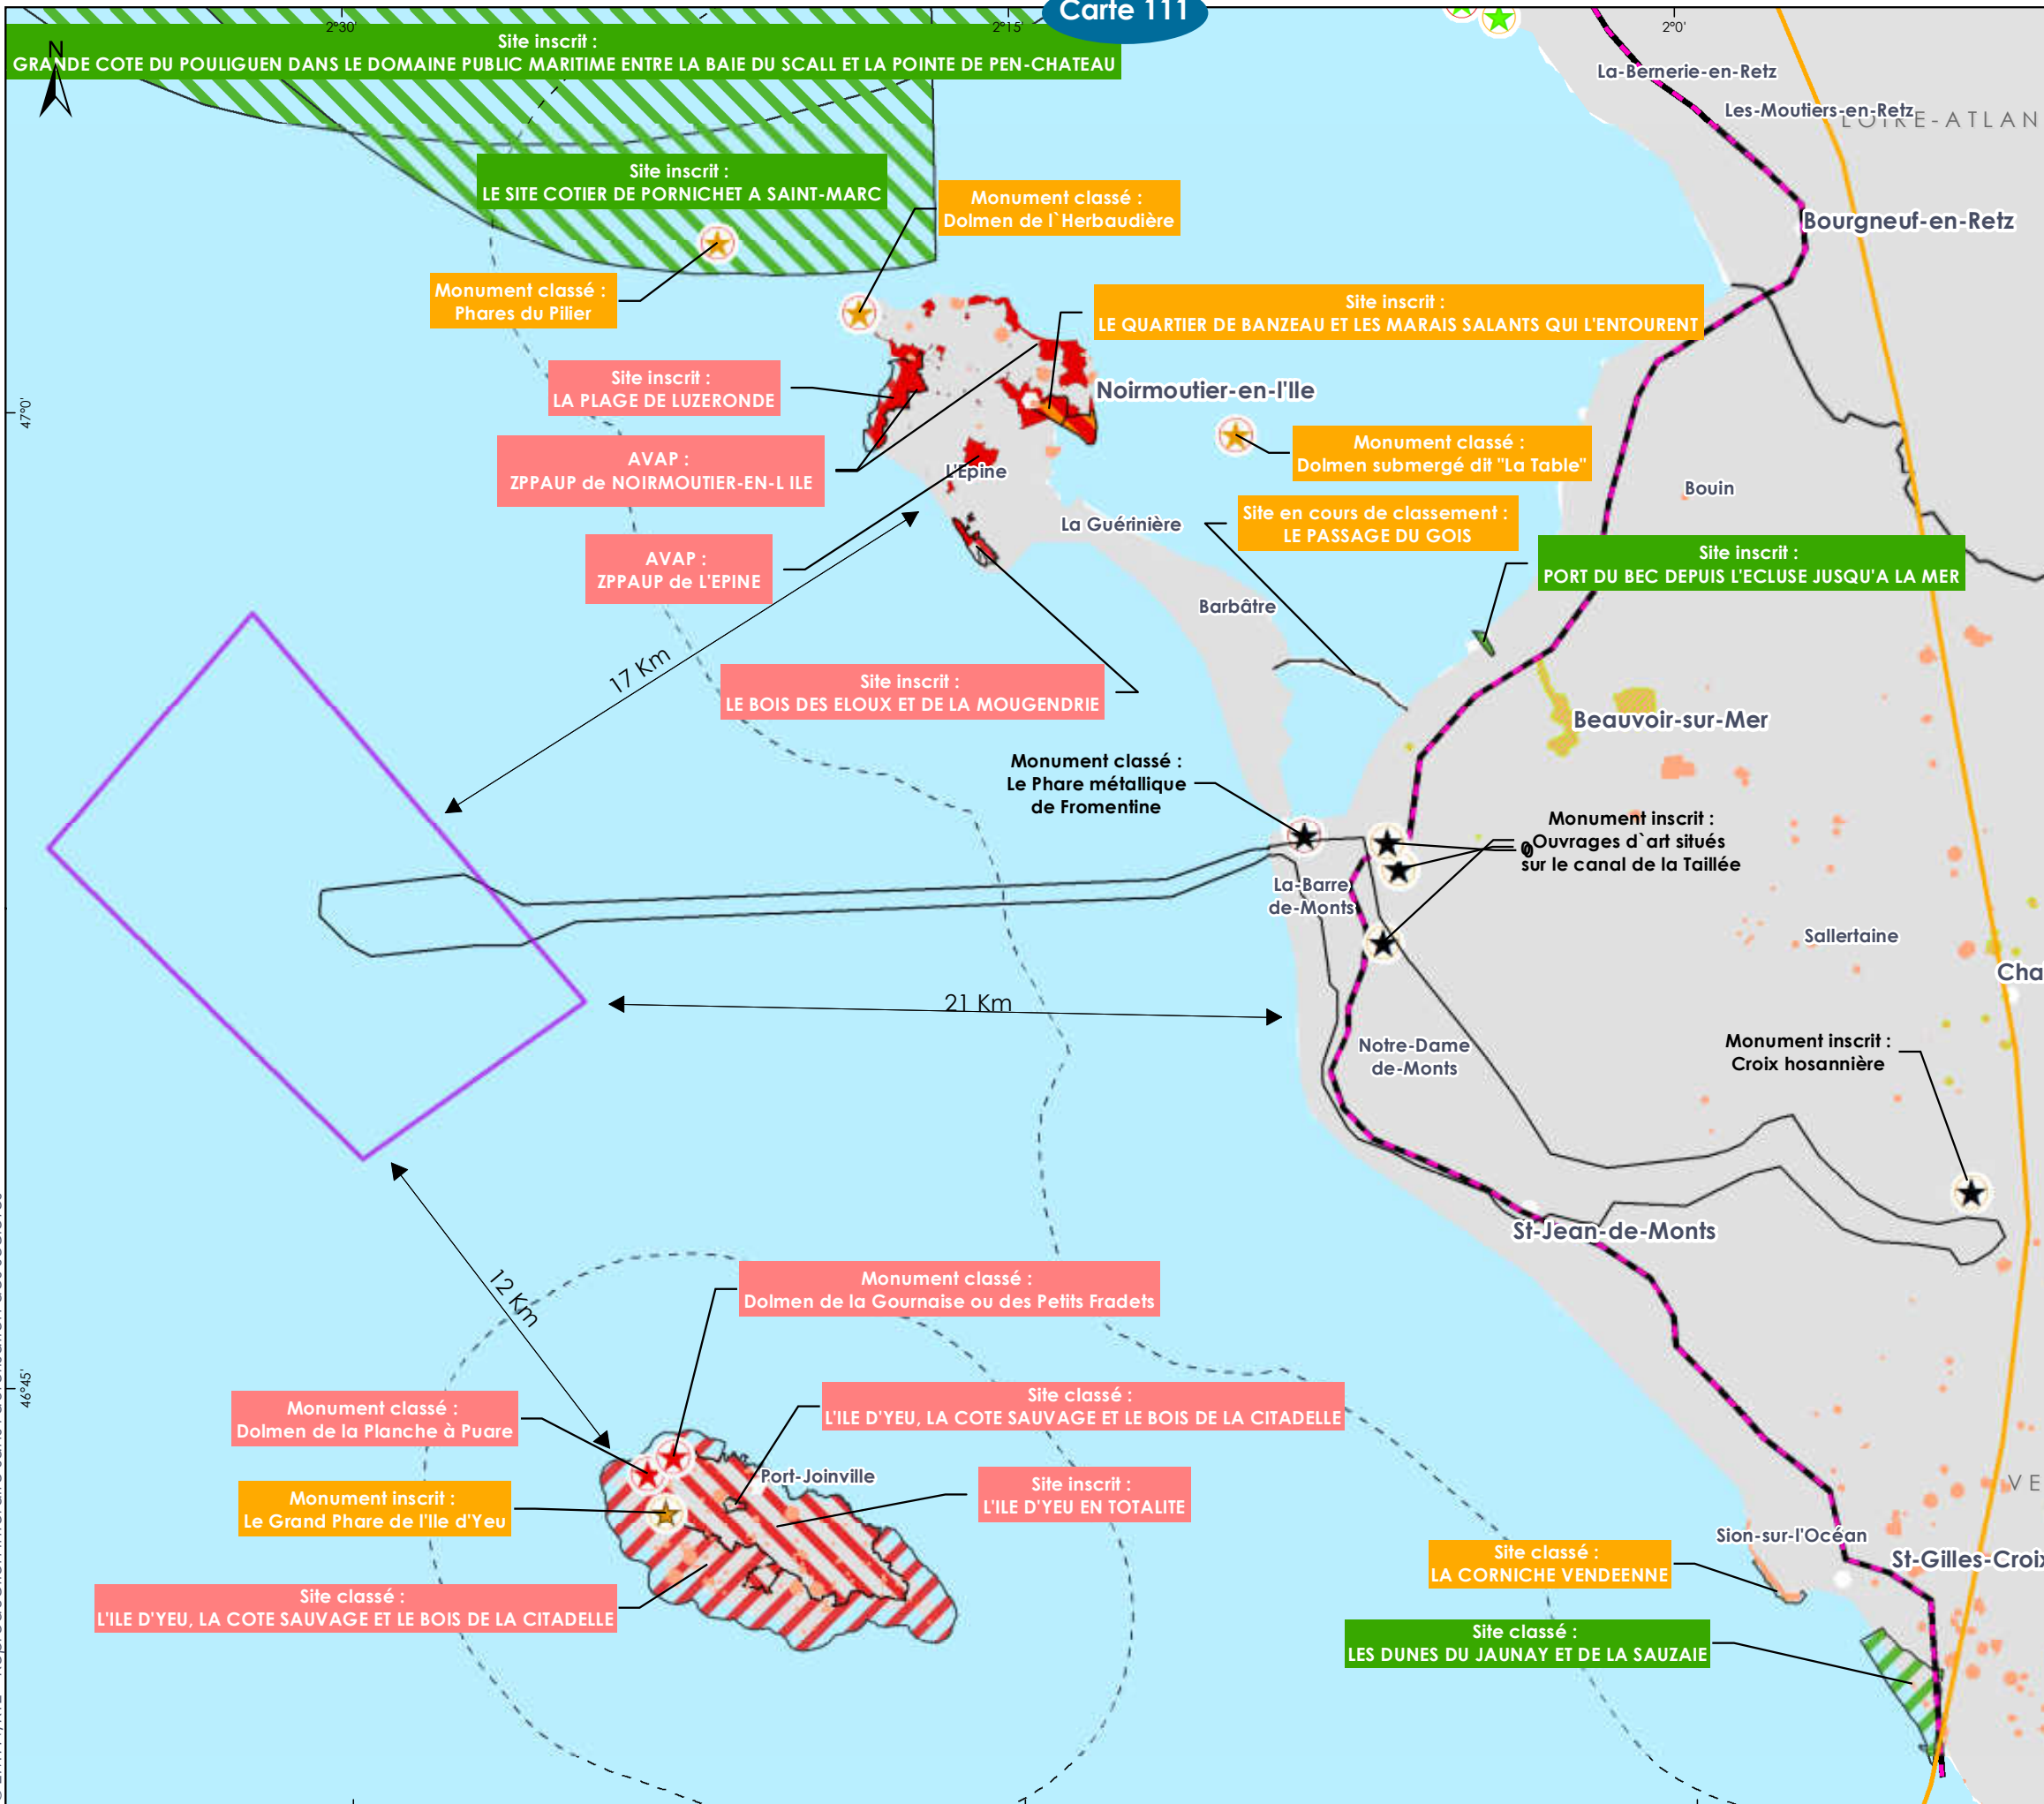 Carte 111
2°30'
2°15'
2°0'
N
Site inscrit :
GRANDE COTE DU POULIGUEN DANS LE DOMAINE PUBLIC MARITIME ENTRE LA BAIE DU SCALL ET LA POINTE DE PEN-CHATEAU
La-Bernerie-en-Retz
Les-Moutiers-en-Retz
LOIRE-ATLAN
Site inscrit :
LE SITE COTIER DE PORNICHET A SAINT-MARC
Monument classé :
Dolmen de l`Herbaudière
Bourgneuf-en-Retz
Monument classé :
Phares du Pilier
Site inscrit :
LE QUARTIER DE BANZEAU ET LES MARAIS SALANTS QUI L'ENTOURENT
Site inscrit :
LA PLAGE DE LUZERONDE
Noirmoutier-en-l'Ile
47°0'
Monument classé :
Dolmen submergé dit "La Table"
AVAP :
ZPPAUP de NOIRMOUTIER-EN-L ILE
L'Epine
Bouin
La Guérinière
Site en cours de classement :
LE PASSAGE DU GOIS
AVAP :
ZPPAUP de L'EPINE
Site inscrit :
PORT DU BEC DEPUIS L'ECLUSE JUSQU'A LA MER
Barbâtre
17 Km
Site inscrit :
LE BOIS DES ELOUX ET DE LA MOUGENDRIE
Beauvoir-sur-Mer
Monument classé :
Le Phare métallique
de Fromentine
Monument inscrit :
Ouvrages d`art situés
sur le canal de la Taillée
La-Barre
de-Monts
Sallertaine
Cha
21 Km
Notre-Dame
de-Monts
Monument inscrit :
Croix hosannière
St-Jean-de-Monts
12 Km
Monument classé :
Dolmen de la Gournaise ou des Petits Fradets
46°45'
Site classé :
L'ILE D'YEU, LA COTE SAUVAGE ET LE BOIS DE LA CITADELLE
Monument classé :
Dolmen de la Planche à Puare
Port-Joinville
Site inscrit :
L'ILE D'YEU EN TOTALITE
VE
Monument inscrit :
Le Grand Phare de l'Ile d'Yeu
Sion-sur-l'Océan
St-Gilles-Croix
Site classé :
LA CORNICHE VENDEENNE
Site classé :
L'ILE D'YEU, LA COTE SAUVAGE ET LE BOIS DE LA CITADELLE
Site classé :
LES DUNES DU JAUNAY ET DE LA SAUZAIE